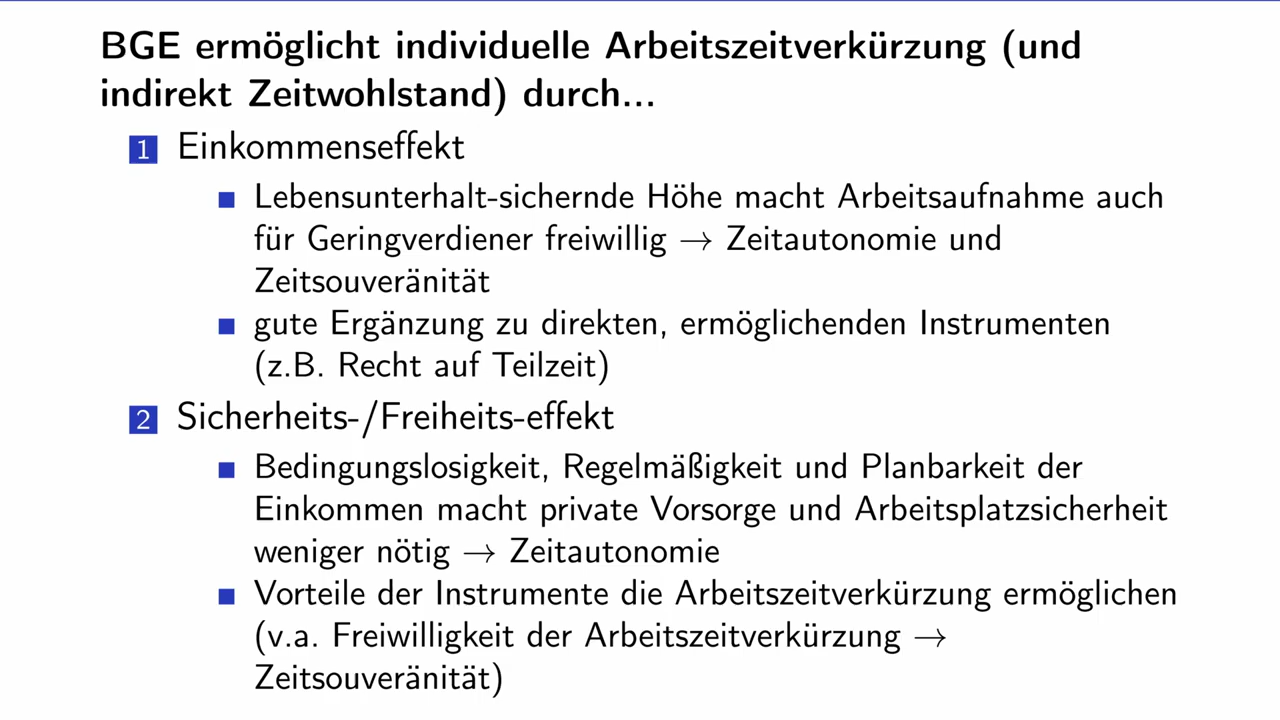 BGE ermöglicht individuelle Arbeitszeitverkürzung (und
indirekt Zeitwohlstand) durch...
1 Einkommenseffekt
Lebensunterhalt-sichernde Höhe macht Arbeitsaufnahme auch
für Geringverdiener freiwillig → Zeitautonomie und
Zeitsouveränität
gute Ergänzung zu direkten, ermöglichenden Instrumenten
(z.B. Recht auf Teilzeit)
2 Sicherheits-/Freiheits-effekt
Bedingungslosigkeit, Regelmäßigkeit und Planbarkeit der
Einkommen macht private Vorsorge und Arbeitsplatzsicherheit
weniger nötig → Zeitautonomie
Vorteile der Instrumente die Arbeitszeitverkürzung ermöglichen
(v.a. Freiwilligkeit der Arbeitszeitverkürzung →
Zeitsouveränität)